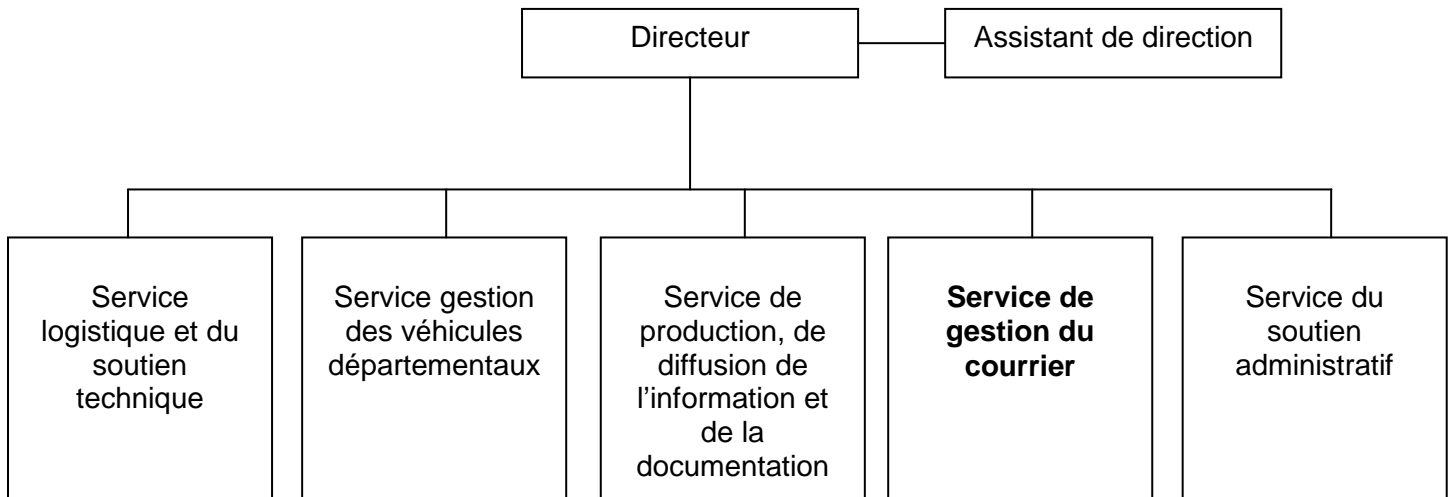 Directeur
Assistant de direction
Service
logistique et du
soutien
technique
Service gestion
des véhicules
départementaux
Service de
production, de
diffusion de
l’information et
de la
documentation
Service de
gestion du
courrier
Service du
soutien
administratif